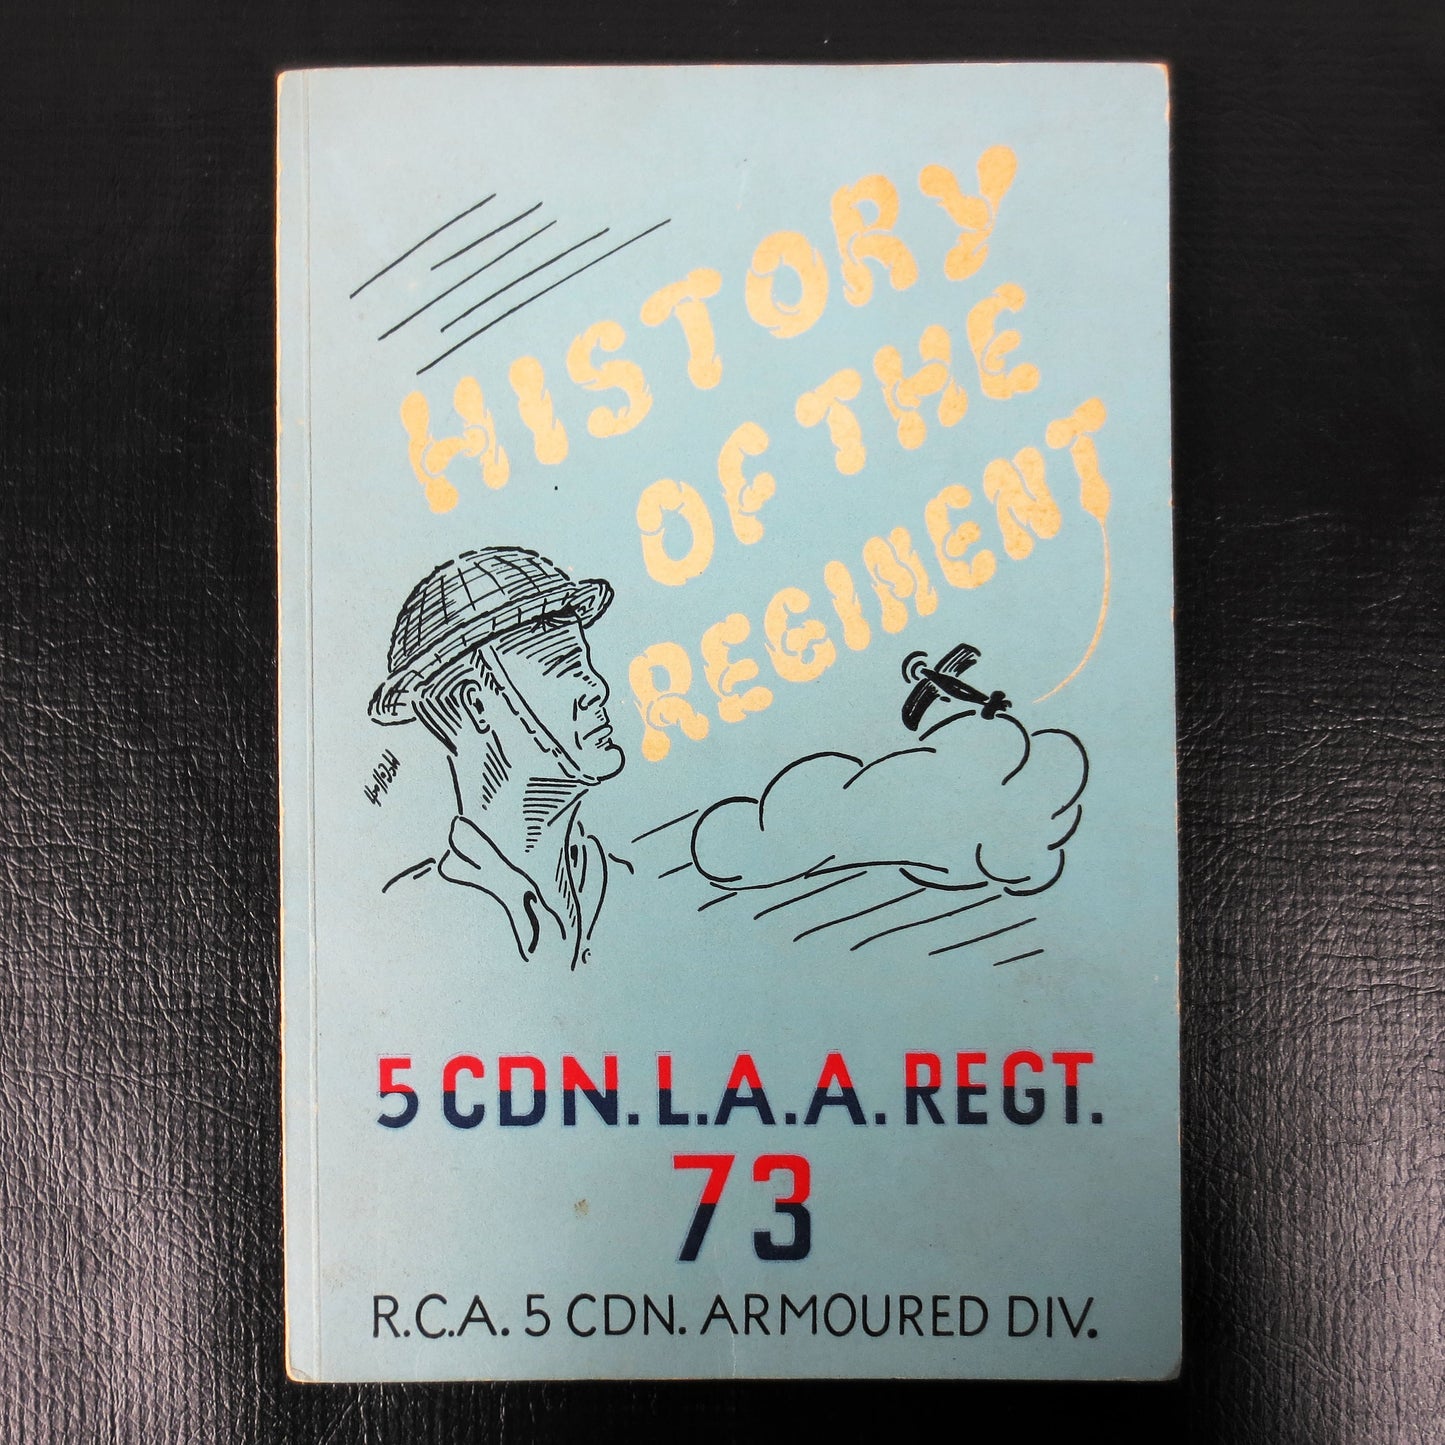 HISTORY
OF THE
REGIMENT
5 CDN. L.A.A. REGT.
73
R.C.A. 5 CDN. ARMOURED DIV.